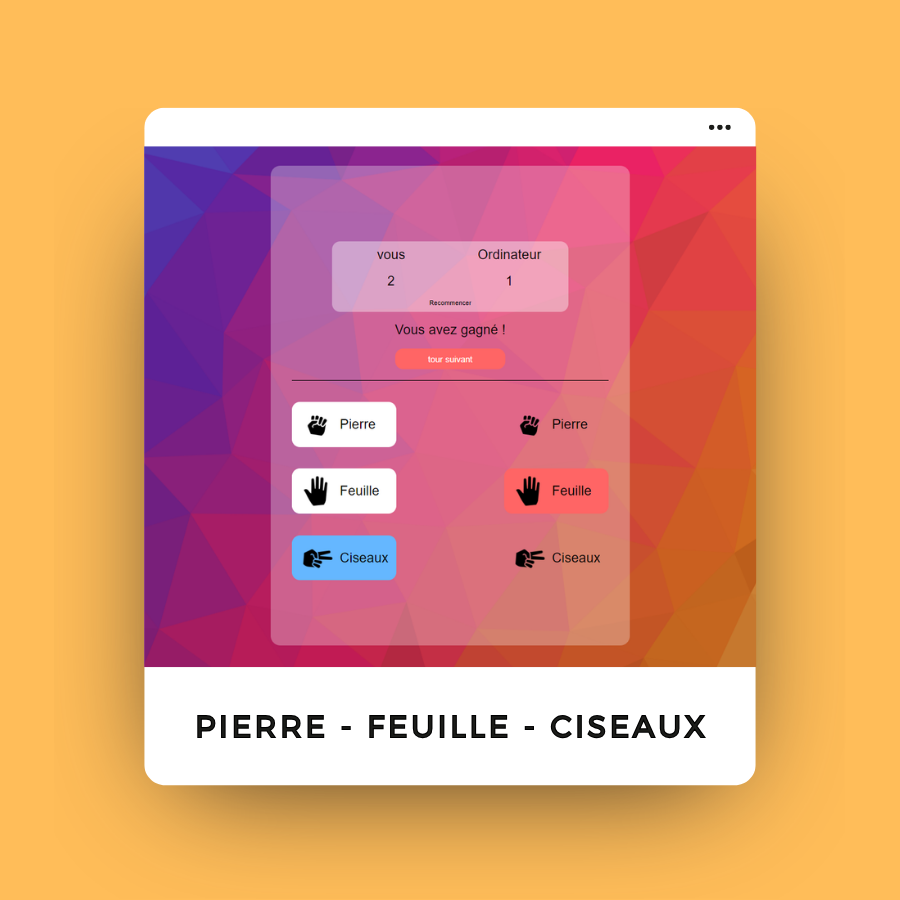 vous Ordinateur
2 1
Recommencer
Vous avez gagné !
tour suivant
Pierre Pierre
Feuille Feuille
Ciseaux Ciseaux
PIERRE - FEUILLE - CISEAUX